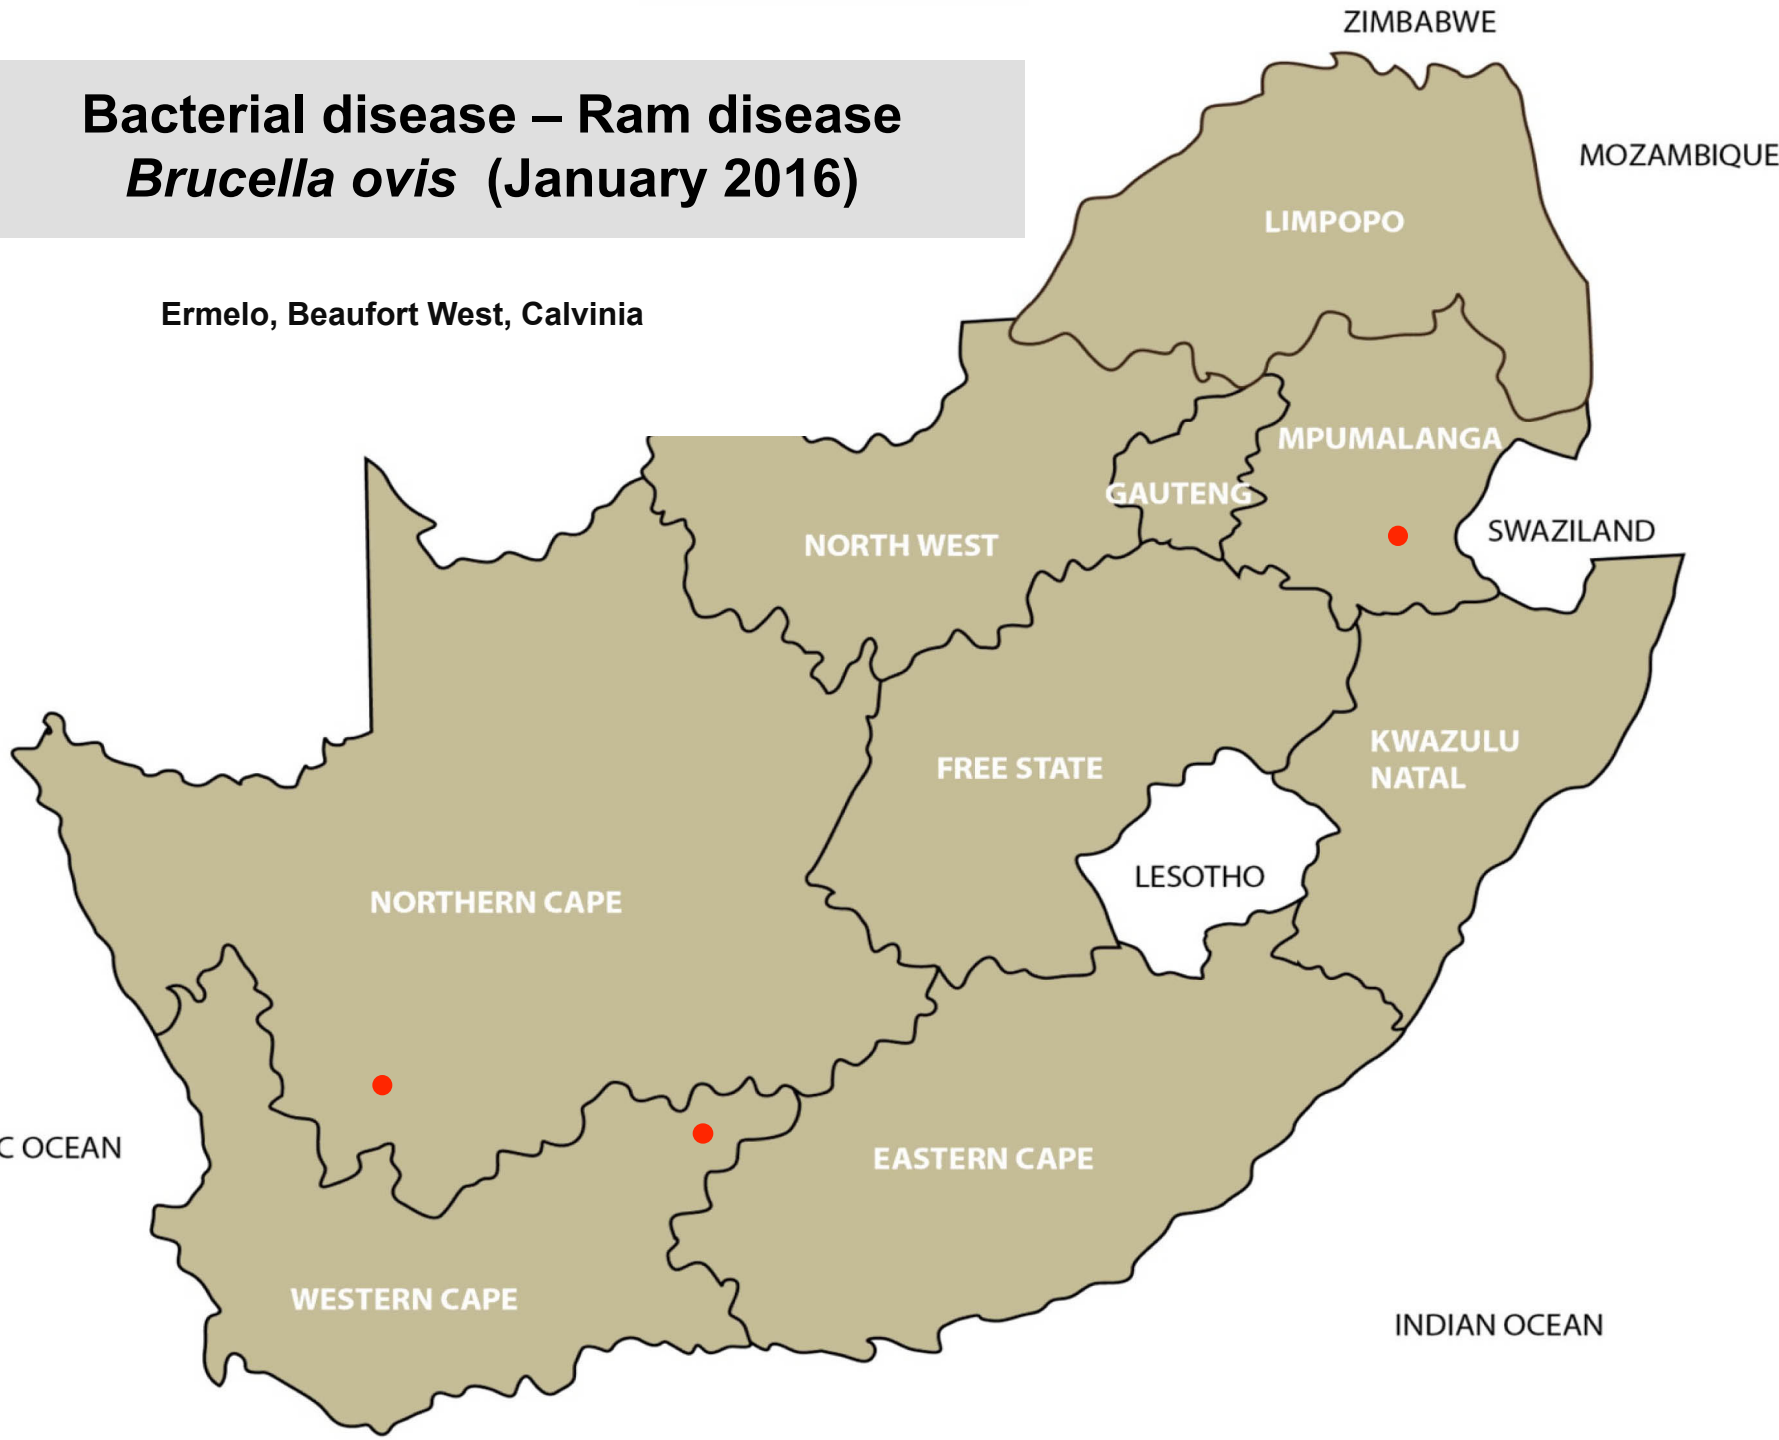 ZIMBABWE
Bacterial disease – Ram disease
Brucella ovis (January 2016)
MOZAMBIQUE
LIMPOPO
Ermelo, Beaufort West, Calvinia
MPUMALANGA
GAUTENG
SWAZILAND
NORTH WEST
KWAZULU
NATAL
FREE STATE
LESOTHO
NORTHERN CAPE
C OCEAN
EASTERN CAPE
WESTERN CAPE
INDIAN OCEAN